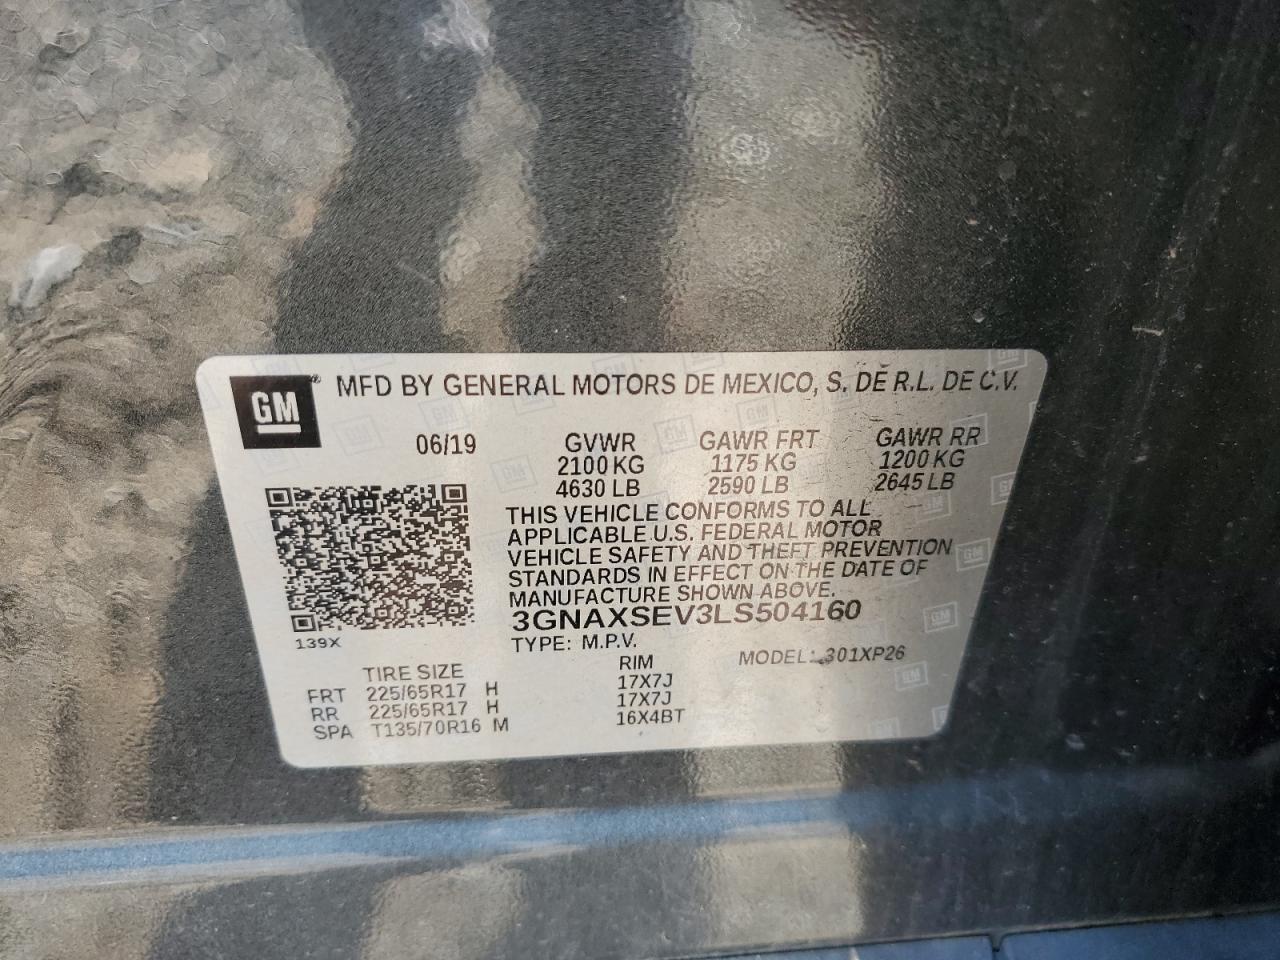 GM ® MFD BY GENERAL MOTORS DE MEXICO, S. DE R.L. DE C.V.
06/19 GVWR GAWR FRT GAWR RR
2100 KG 1175 KG 1200 KG
4630 LB 2590 LB 2645 LB
THIS VEHICLE CONFORMS TO ALL
APPLICABLE U.S. FEDERAL MOTOR
VEHICLE SAFETY AND THEFT PREVENTION
STANDARDS IN EFFECT ON THE DATE OF
MANUFACTURE SHOWN ABOVE.
3GNAXSEV3LS504160
139X TYPE: M.P.V. MODEL: 301XP26
TIRE SIZE RIM
FRT 225/65R17 H 17X7J
RR 225/65R17 H 17X7J
SPA T135/70R16 M 16X4BT